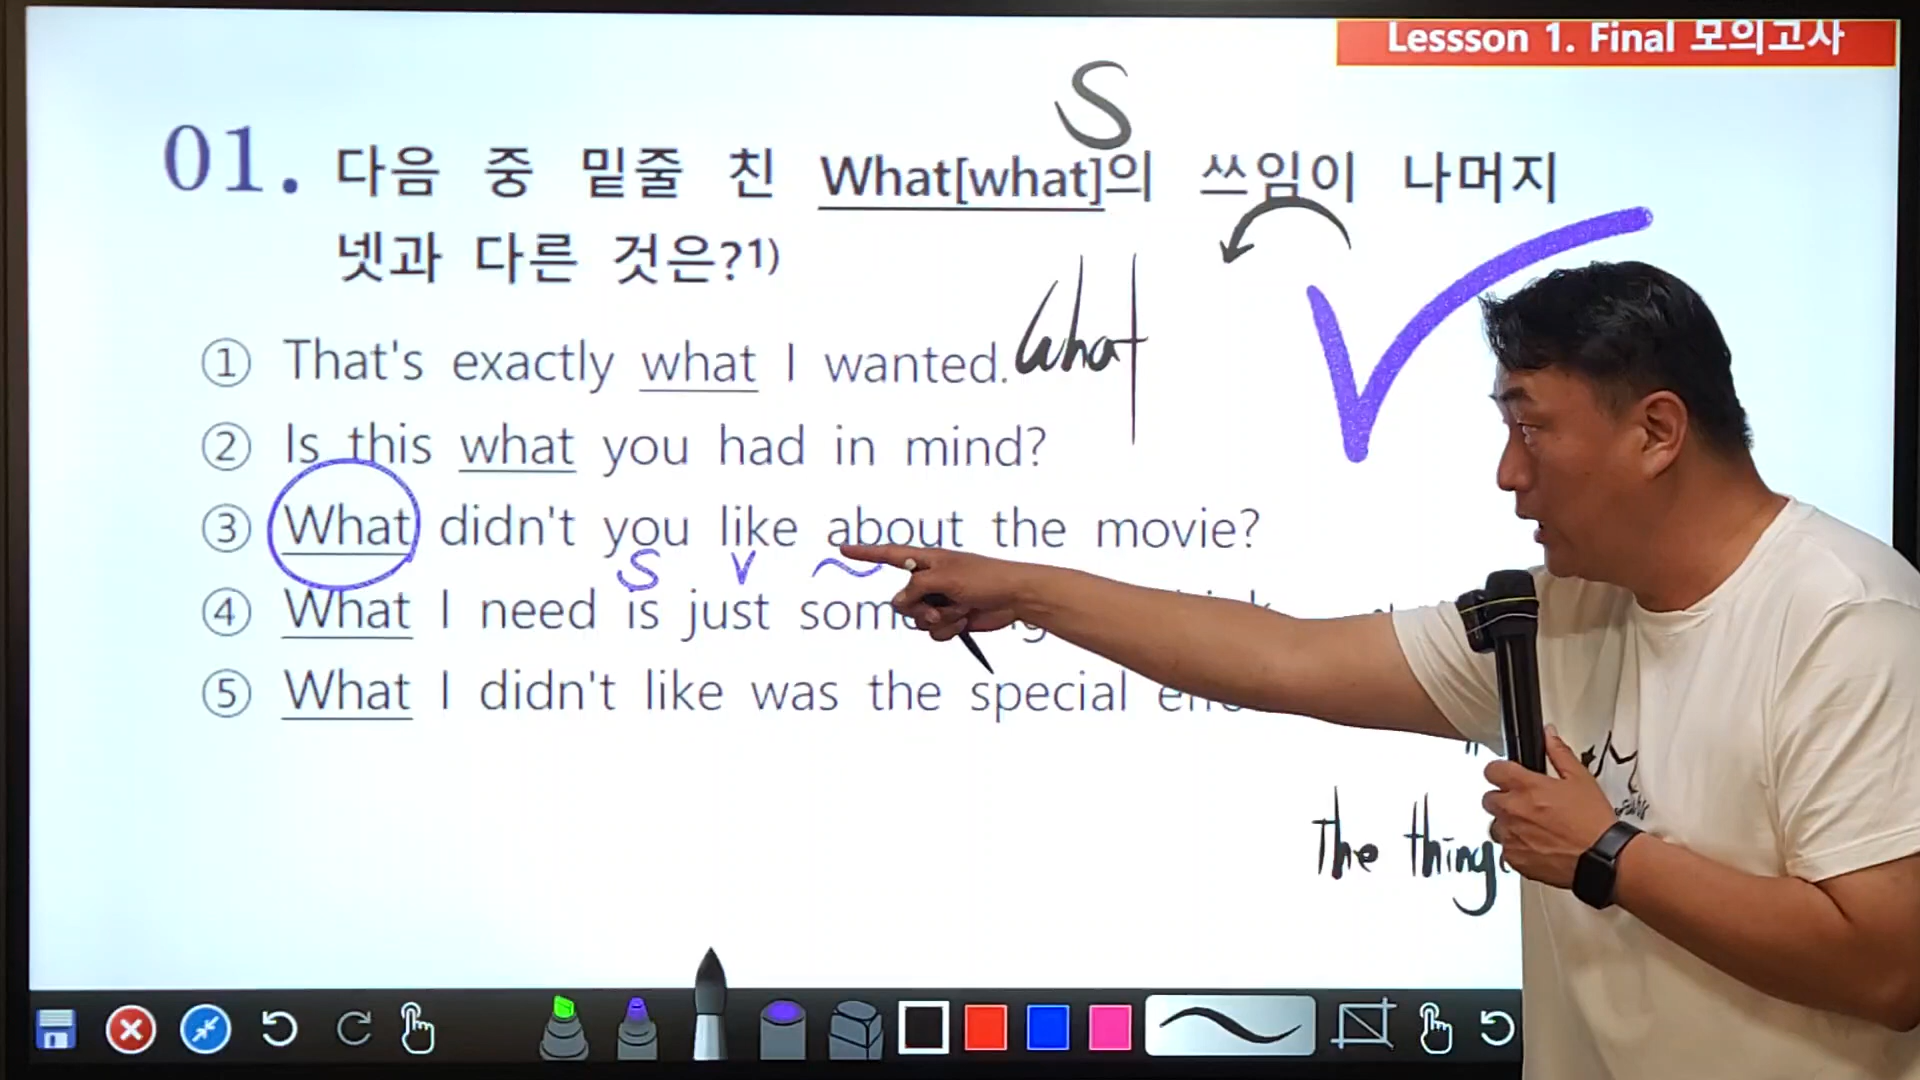 Lessson 1. Final 모의고사
S
01. 다음 중 밑줄 친 What[what]의 쓰임이 나머지
넷과 다른 것은?1)
① That's exactly what I wanted.
What
② Is this what you had in mind?
③ What didn't you like about the movie?
S V
④ What I need is just
⑤ What I didn't like was the special
The thing